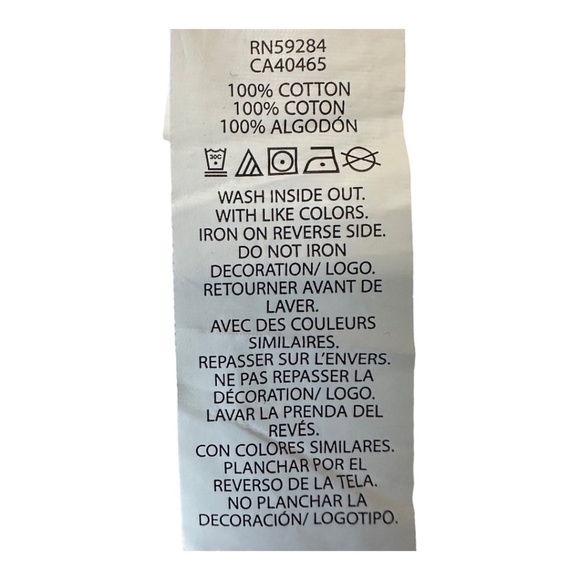 RN59284
CA40465
100% COTTON
100% COTON
100% ALGODÓN
30C
WASH INSIDE OUT.
WITH LIKE COLORS.
IRON ON REVERSE SIDE.
DO NOT IRON
DECORATION/ LOGO.
RETOURNER AVANT DE
LAVER.
AVEC DES COULEURS
SIMILAIRES.
REPASSER SUR L'ENVERS.
NE PAS REPASSER LA
DÉCORATION/ LOGO.
LAVAR LA PRENDA DEL
REVÉS.
CON COLORES SIMILARES.
PLANCHAR POR EL
REVERSO DE LA TELA.
NO PLANCHAR LA
DECORACIÓN/ LOGOTIPO.